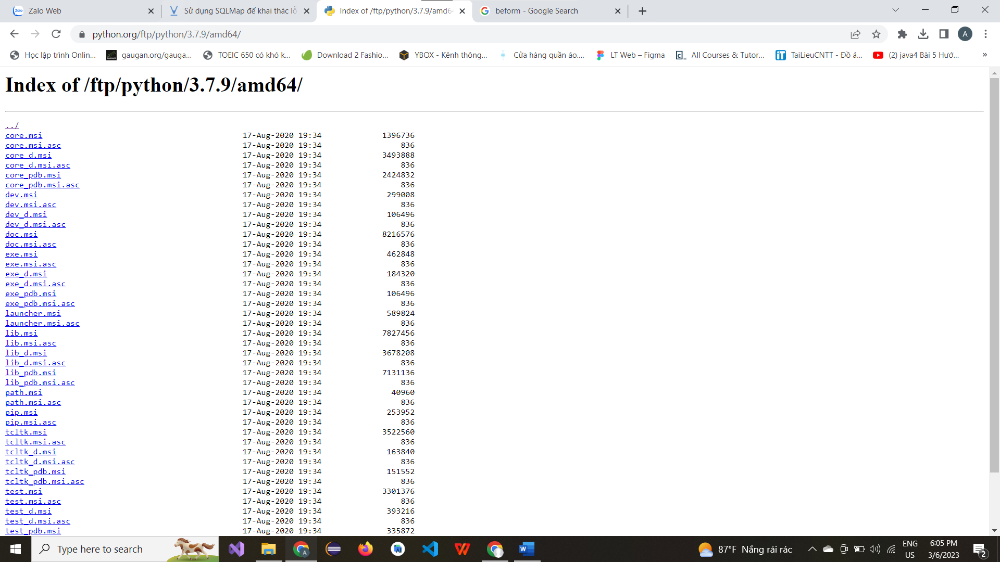 Zalo Web
Sử dụng SQLMap để khai thác lỗ
Index of /ftp/python/3.7.9/amd64
beform - Google Search
python.org/ftp/python/3.7.9/amd64/
A
Học lập trình Onlin...
gaugan.org/gauga...
TOEIC 650 có khó k...
Download 2 Fashio...
YBOX - Kênh thông...
Cửa hàng quần áo....
LT Web – Figma
All Courses & Tutor...
TaiLieuCNTT - Đồ á...
(2) java4 Bài 5 Hướ...
»
Index of /ftp/python/3.7.9/amd64/
../
core.msi 17-Aug-2020 19:34 1396736
core.msi.asc 17-Aug-2020 19:34 836
core_d.msi 17-Aug-2020 19:34 3493888
core_d.msi.asc 17-Aug-2020 19:34 836
core_pdb.msi 17-Aug-2020 19:34 2424832
core_pdb.msi.asc 17-Aug-2020 19:34 836
dev.msi 17-Aug-2020 19:34 299008
dev.msi.asc 17-Aug-2020 19:34 836
dev_d.msi 17-Aug-2020 19:34 106496
dev_d.msi.asc 17-Aug-2020 19:34 836
doc.msi 17-Aug-2020 19:34 8216576
doc.msi.asc 17-Aug-2020 19:34 836
exe.msi 17-Aug-2020 19:34 462848
exe.msi.asc 17-Aug-2020 19:34 836
exe_d.msi 17-Aug-2020 19:34 184320
exe_d.msi.asc 17-Aug-2020 19:34 836
exe_pdb.msi 17-Aug-2020 19:34 106496
exe_pdb.msi.asc 17-Aug-2020 19:34 836
launcher.msi 17-Aug-2020 19:34 589824
launcher.msi.asc 17-Aug-2020 19:34 836
lib.msi 17-Aug-2020 19:34 7827456
lib.msi.asc 17-Aug-2020 19:34 836
lib_d.msi 17-Aug-2020 19:34 3678208
lib_d.msi.asc 17-Aug-2020 19:34 836
lib_pdb.msi 17-Aug-2020 19:34 7131136
lib_pdb.msi.asc 17-Aug-2020 19:34 836
path.msi 17-Aug-2020 19:34 40960
path.msi.asc 17-Aug-2020 19:34 836
pip.msi 17-Aug-2020 19:34 253952
pip.msi.asc 17-Aug-2020 19:34 836
tcltk.msi 17-Aug-2020 19:34 3522560
tcltk.msi.asc 17-Aug-2020 19:34 836
tcltk_d.msi 17-Aug-2020 19:34 163840
tcltk_d.msi.asc 17-Aug-2020 19:34 836
tcltk_pdb.msi 17-Aug-2020 19:34 151552
tcltk_pdb.msi.asc 17-Aug-2020 19:34 836
test.msi 17-Aug-2020 19:34 3301376
test.msi.asc 17-Aug-2020 19:34 836
test_d.msi 17-Aug-2020 19:34 393216
test_d.msi.asc 17-Aug-2020 19:34 836
test_pdb.msi 17-Aug-2020 19:34 335872
Type here to search
87°F Nắng rải rác
ENG
US
6:05 PM
3/6/2023
2